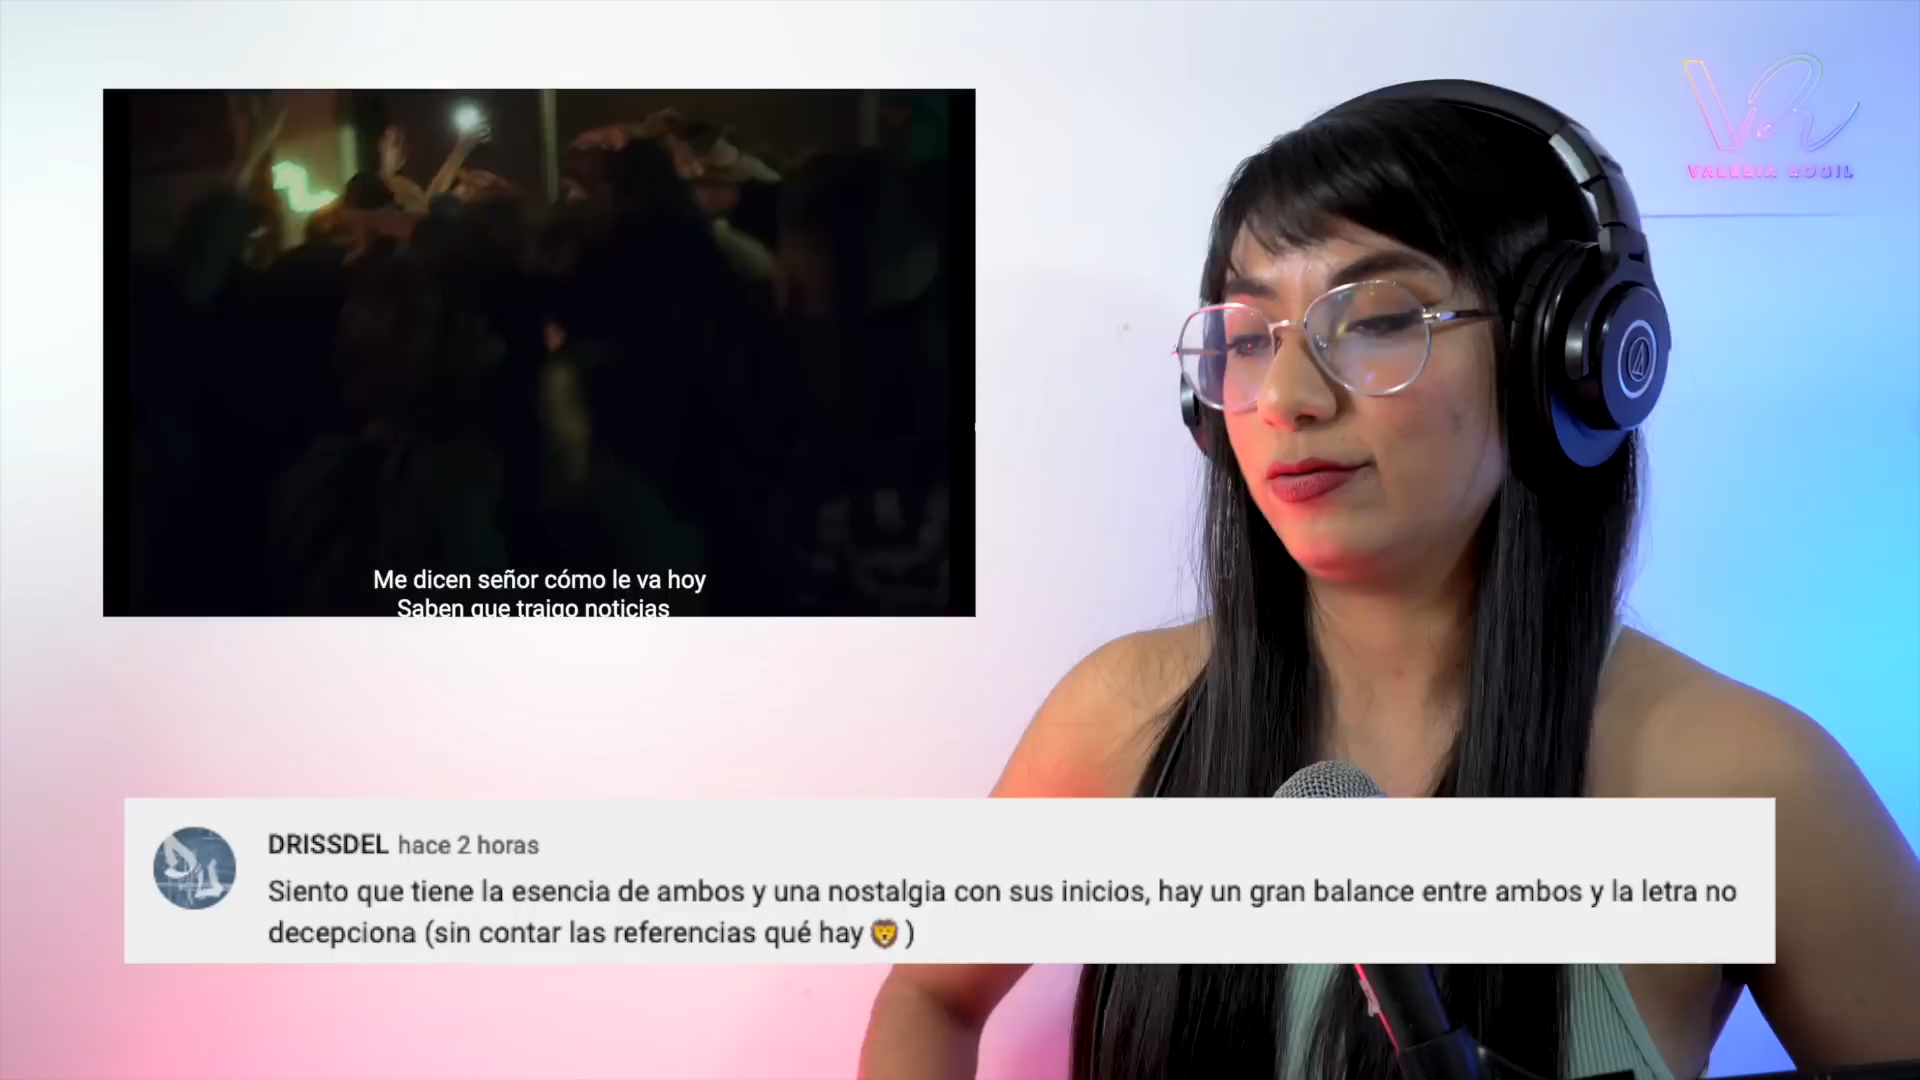 VALERIA ROGIL
Me dicen señor cómo le va hoy
Saben que traigo noticias
DRISSDEL hace 2 horas
Siento que tiene la esencia de ambos y una nostalgia con sus inicios, hay un gran balance entre ambos y la letra no
decepciona (sin contar las referencias qué hay🦁)